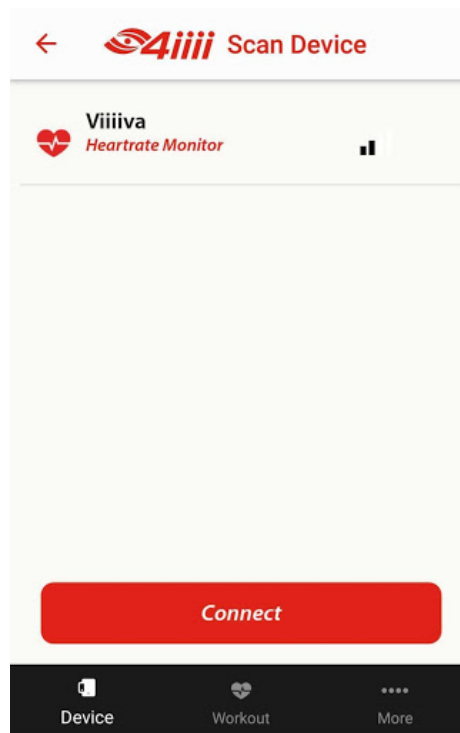 4iiii Scan Device
Viiiiva
Heartrate Monitor
Connect
Device Workout More